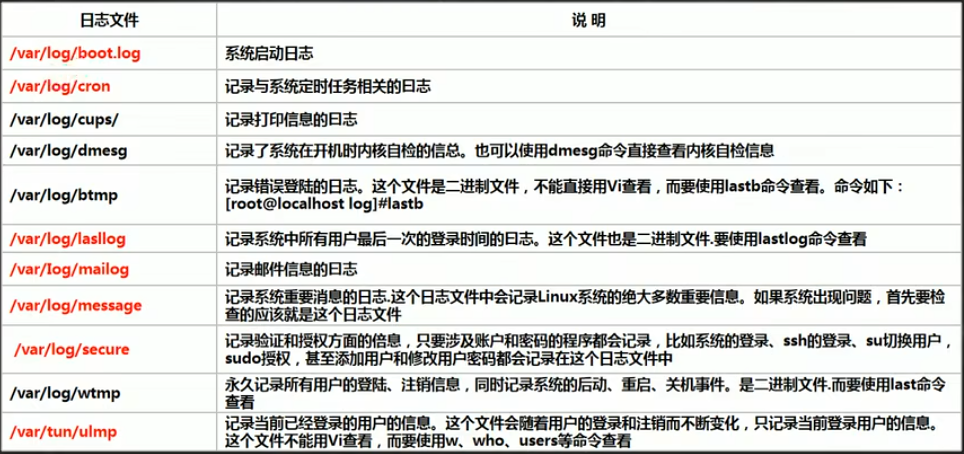 日志文件 说 明
/var/log/boot.log 系统启动日志
/var/log/cron 记录与系统定时任务相关的曰志
/var/log/cups/ 记录打印信息的曰志
/var/log/dmesg 记录了系统在开机时内核自检的信总。也可以使用dmesg命令直接查看内核自检信息
/var/log/btmp 记录错误登陆的日志。这个文件是二进制文件，不能直接用Vi查看，而要使用lastb命令查看。命令如下：
[root@localhost log]#lastb
/var/log/lasllog 记录系统中所有用户最后一次的登录时间的曰志。这个文件也是二进制文件.要使用lastlog命令查看
/var/Iog/mailog 记录邮件信息的曰志
/var/log/message 记录系统重要消息的日志.这个日志文件中会记录Linux系统的绝大多数重要信息。如果系统出现问题，首先要检
查的应该就是这个日志文件
/var/log/secure 记录验证和授权方面的倍息，只要涉及账户和密码的程序都会记录，比如系统的登录、ssh的登录、su切换用户，
sudo授权，甚至添加用户和修改用户密码都会记录在这个日志文件中
/var/log/wtmp 永久记录所有用户的登陆、注销信息，同时记录系统的后动、重启、关机事件。是二进制文件.而要使用last命令
查看
/var/tun/ulmp 记录当前已经登录的用户的信息。这个文件会随着用户的登录和注销而不断变化，只记录当前登录用户的信息。
这个文件不能用Vi查看，而要使用w、who、users等命令查看